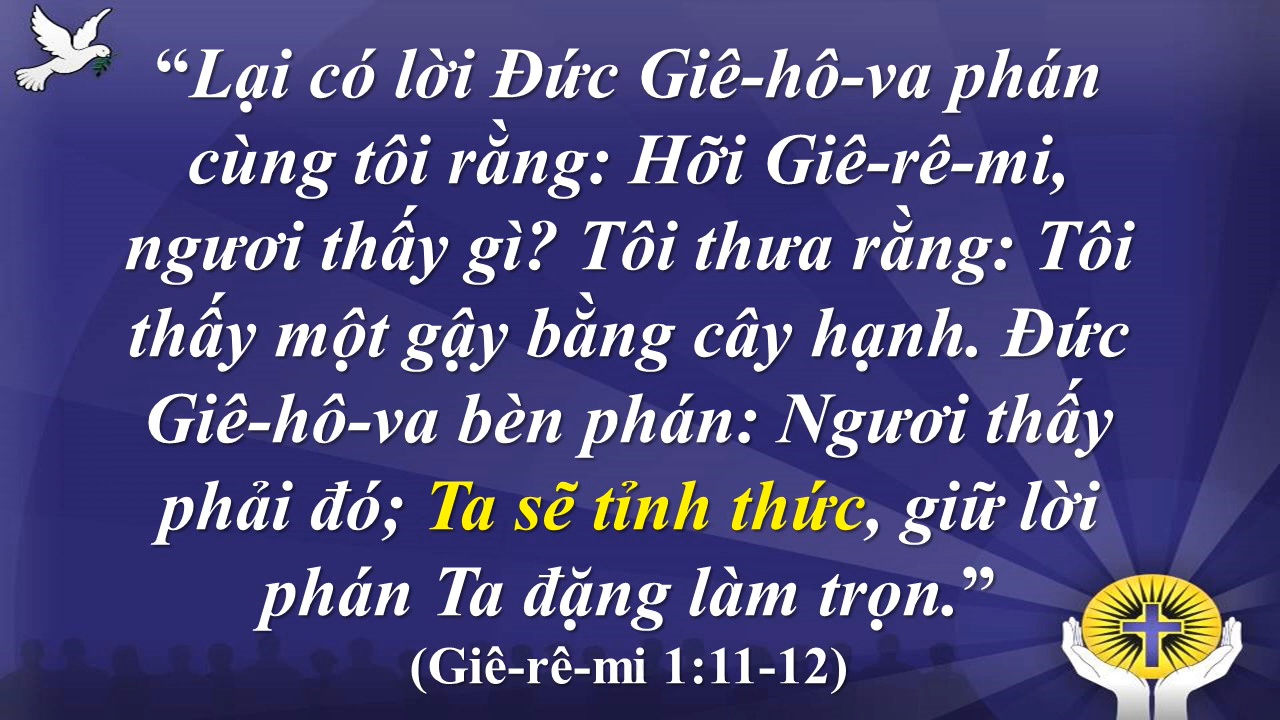 “Lại có lời Đức Giê-hô-va phán
cùng tôi rằng: Hỡi Giê-rê-mi,
ngươi thấy gì? Tôi thưa rằng: Tôi
thấy một gậy bằng cây hạnh. Đức
Giê-hô-va bèn phán: Ngươi thấy
phải đó; Ta sẽ tỉnh thức, giữ lời
phán Ta đặng làm trọn.”
(Giê-rê-mi 1:11-12)